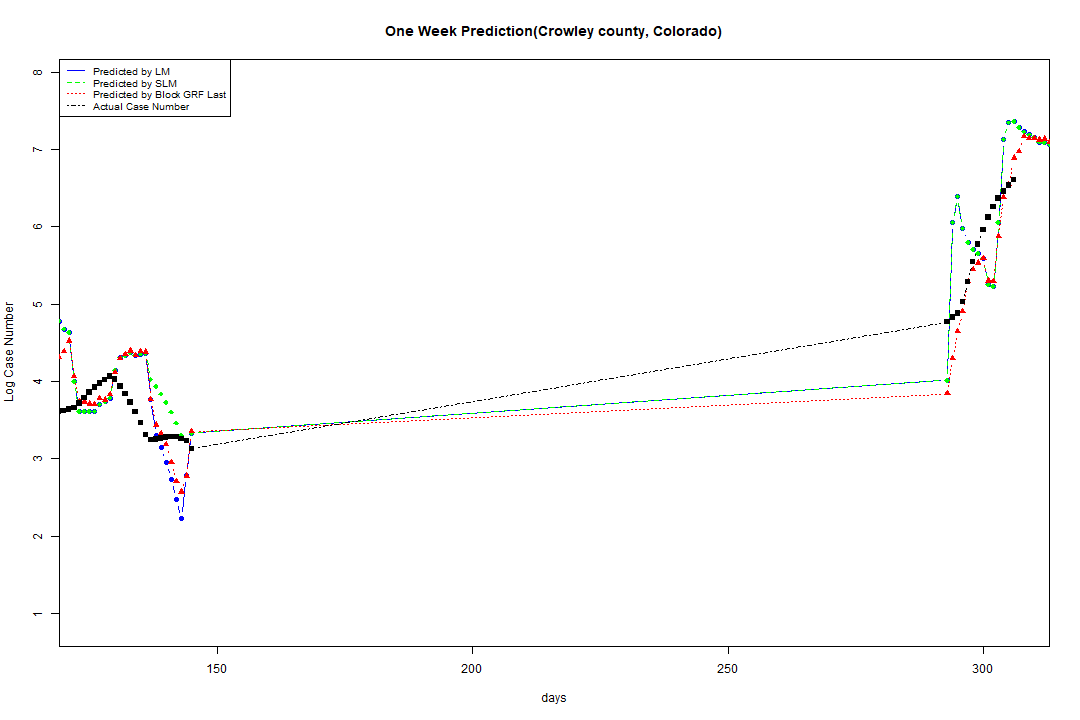 One Week Prediction(Crowley county, Colorado)
Predicted by LM
Predicted by SLM
Predicted by Block GRF Last
Actual Case Number
Log Case Number
8
7
6
5
4
3
2
1
150 200 250 300
days